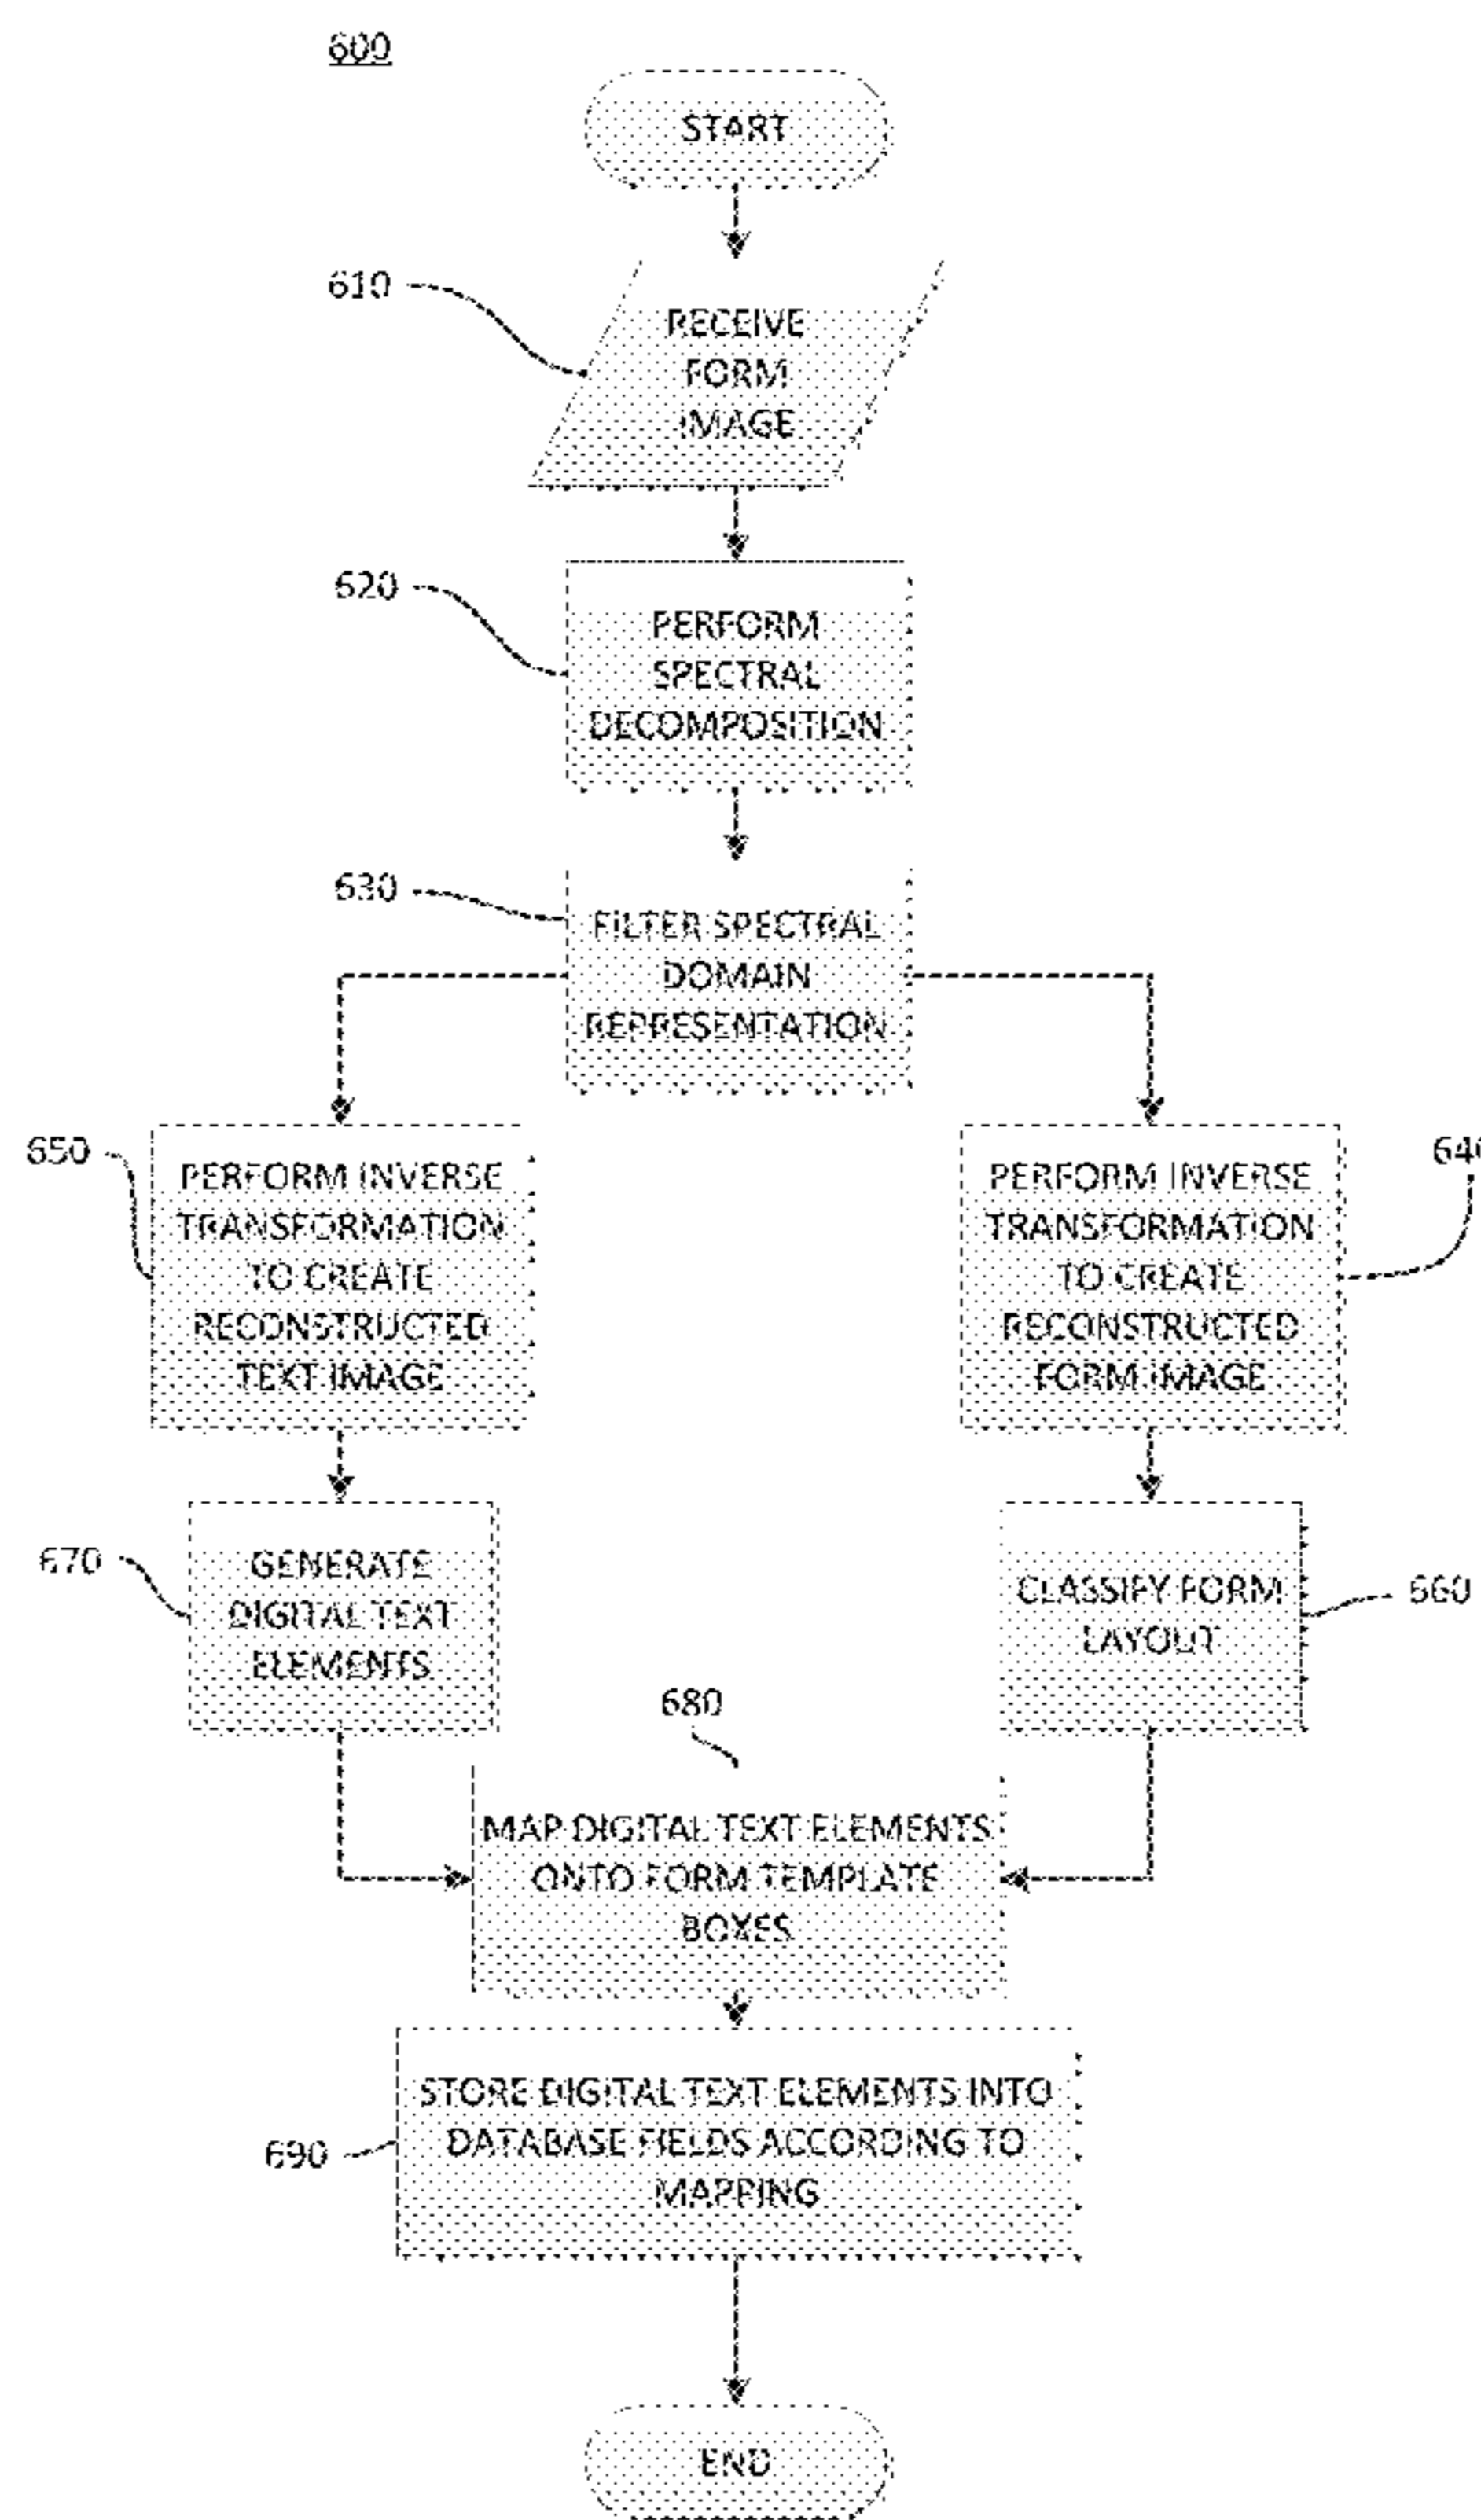 600
START
610
RECEIVE
FORM
IMAGE
620
PERFORM
SPECTRAL
DECOMPOSITION
630
FILTER SPECTRAL
DOMAIN
REPRESENTATION
650
PERFORM INVERSE
TRANSFORMATION
TO CREATE
RECONSTRUCTED
TEXT IMAGE
640
PERFORM INVERSE
TRANSFORMATION
TO CREATE
RECONSTRUCTED
FORM IMAGE
670
GENERATE
DIGITAL TEXT
ELEMENTS
CLASSIFY FORM
LAYOUT
660
680
MAP DIGITAL TEXT ELEMENTS
ONTO FORM TEMPLATE
BOXES
690
STORE DIGITAL TEXT ELEMENTS INTO
DATABASE FIELDS ACCORDING TO
MAPPING
END